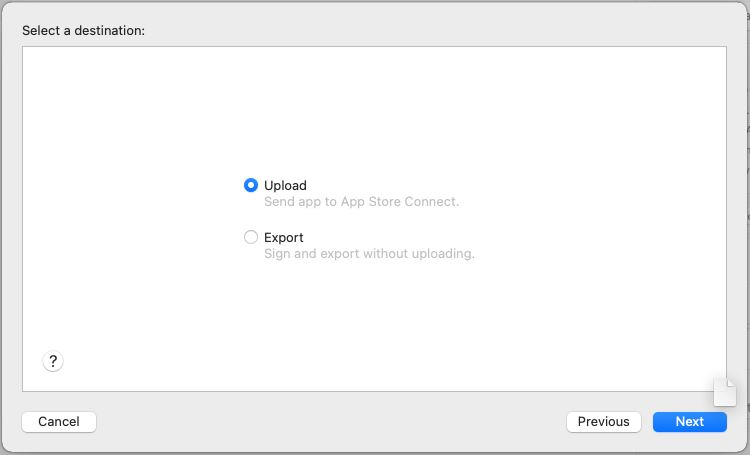 Select a destination:
Upload
Send app to App Store Connect.
Export
Sign and export without uploading.
?
Cancel
Previous
Next